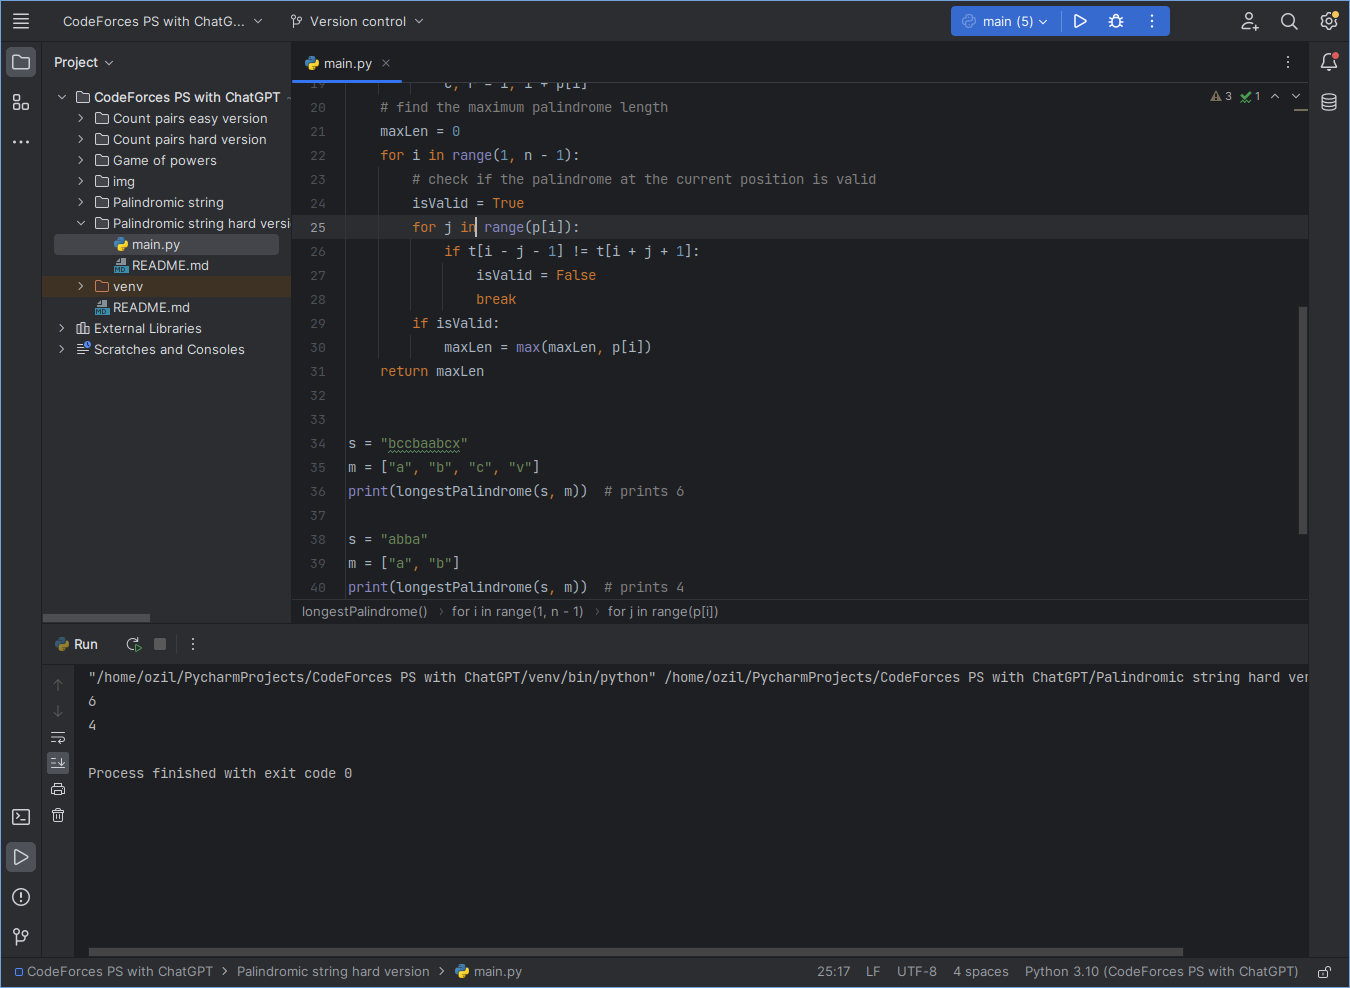 CodeForces PS with ChatG...
Version control
main (5)
Project
CodeForces PS with ChatGPT
Count pairs easy version
Count pairs hard version
Game of powers
img
Palindromic string
Palindromic string hard versi
main.py
README.md
venv
README.md
External Libraries
Scratches and Consoles
main.py
3 1
20 # find the maximum palindrome length
21 maxLen = 0
22 for i in range(1, n - 1):
23 # check if the palindrome at the current position is valid
24 isValid = True
25 for j in range(p[i]):
26 if t[i - j - 1] != t[i + j + 1]:
27 isValid = False
28 break
29 if isValid:
30 maxLen = max(maxLen, p[i])
31 return maxLen
32
33
34 s = "bccbaabcx"
35 m = ["a", "b", "c", "v"]
36 print(longestPalindrome(s, m)) # prints 6
37
38 s = "abba"
39 m = ["a", "b"]
40 print(longestPalindrome(s, m)) # prints 4
longestPalindrome() › for i in range(1, n - 1) › for j in range(p[i])
Run
"/home/ozil/PycharmProjects/CodeForces PS with ChatGPT/venv/bin/python" /home/ozil/PycharmProjects/CodeForces PS with ChatGPT/Palindromic string hard ver
6
4
Process finished with exit code 0
CodeForces PS with ChatGPT › Palindromic string hard version › main.py
25:17 LF UTF-8 4 spaces Python 3.10 (CodeForces PS with ChatGPT)